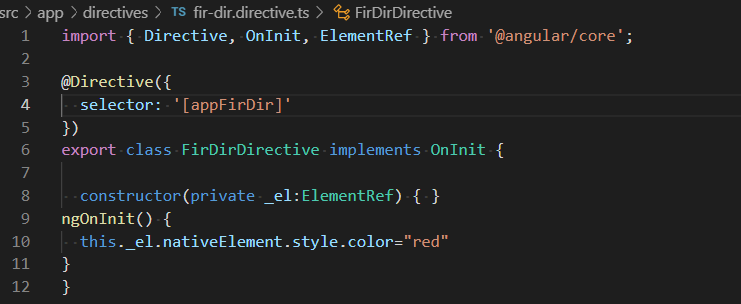 src > app > directives > TS fir-dir.directive.ts > FirDirDirective
1 import { Directive, OnInit, ElementRef } from '@angular/core';
2
3 @Directive({
4   selector: '[appFirDir]'
5 })
6 export class FirDirDirective implements OnInit {
7
8   constructor(private _el:ElementRef) { }
9 ngOnInit() {
10   this._el.nativeElement.style.color="red"
11 }
12 }